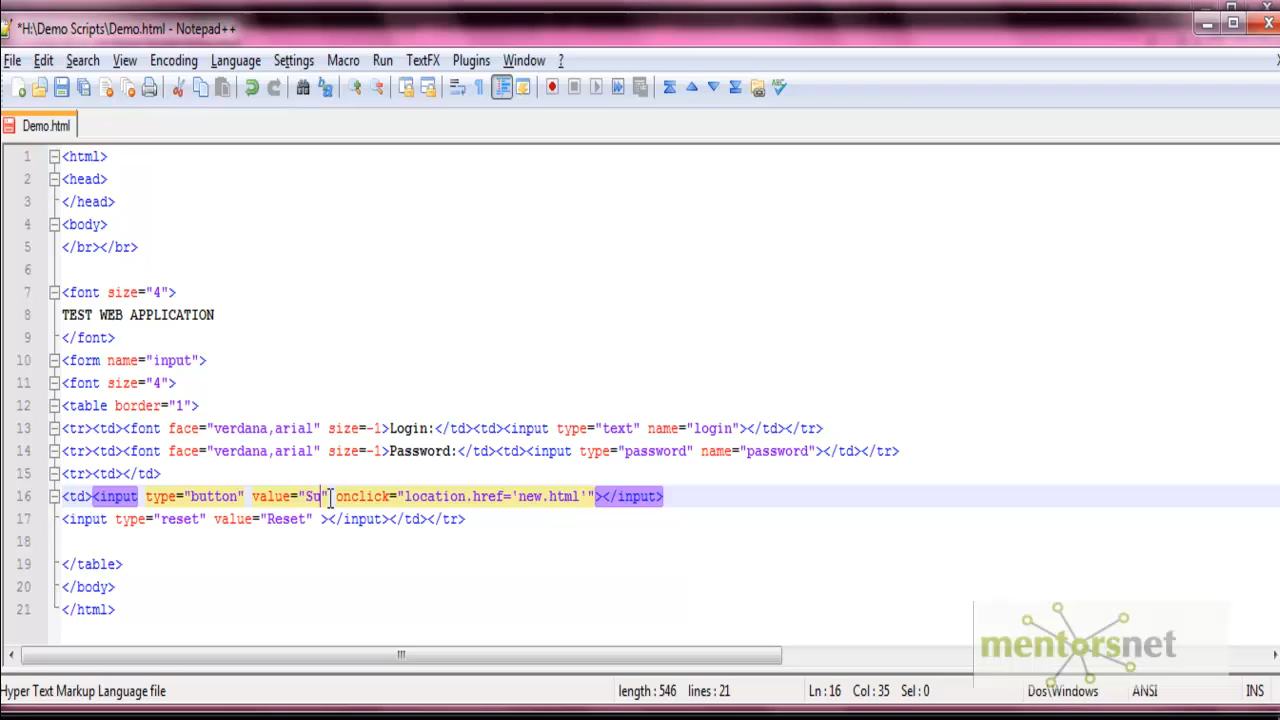 *H:\Demo Scripts\Demo.html - Notepad++
File Edit Search View Encoding Language Settings Macro Run TextFX Plugins Window ?
Demo.html
1 <html>
2 <head>
3 </head>
4 <body>
5 </br></br>
6
7 <font size="4">
8 TEST WEB APPLICATION
9 </font>
10 <form name="input">
11 <font size="4">
12 <table border="1">
13 <tr><td><font face="verdana,arial" size=-1>Login:</td><td><input type="text" name="login"></td></tr>
14 <tr><td><font face="verdana,arial" size=-1>Password:</td><td><input type="password" name="password"></td></tr>
15 <tr><td></td>
16 <td><input type="button" value="Su" onclick="location.href='new.html'"></input>
17 <input type="reset" value="Reset" ></input></td></tr>
18
19 </table>
20 </body>
21 </html>
mentorsnet
Hyper Text Markup Language file length : 546 lines : 21 Ln : 16 Col : 35 Sel : 0 Dos\Windows ANSI INS